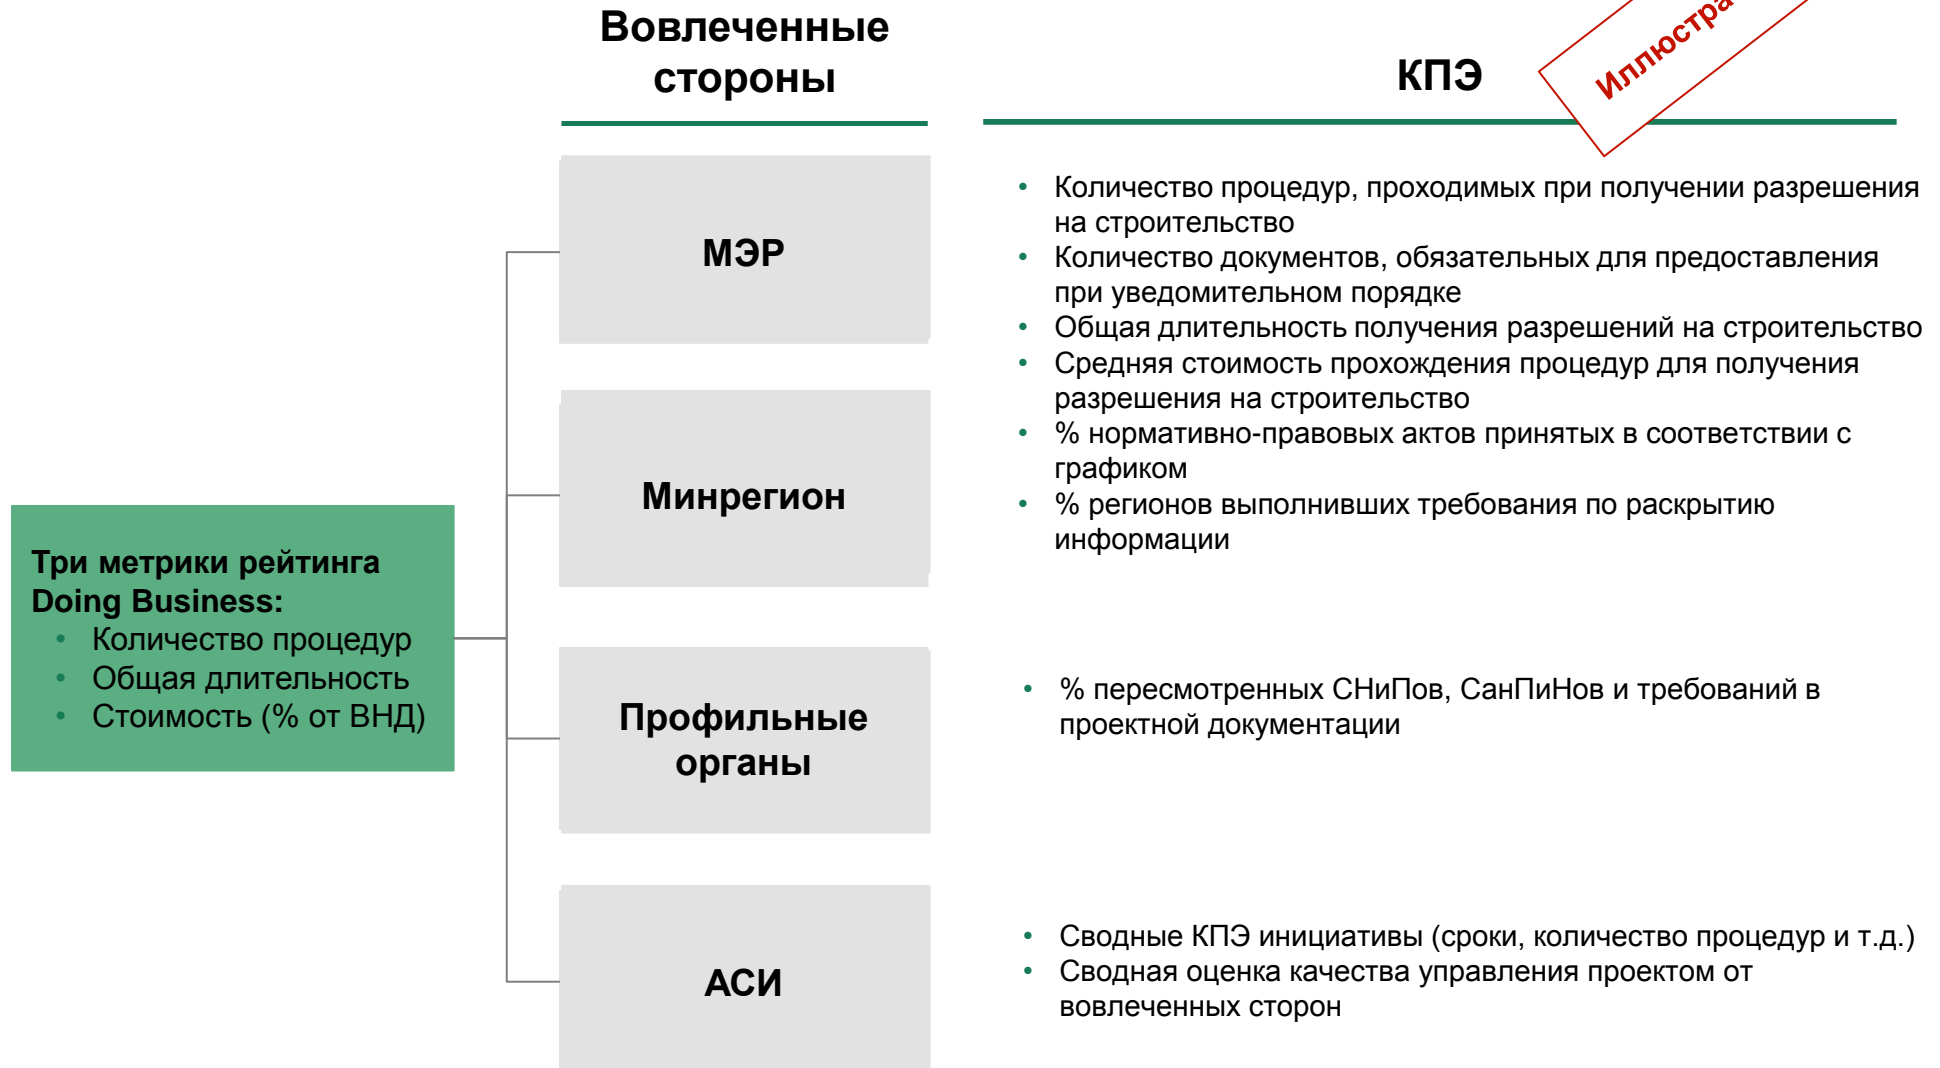 Вовлеченные
стороны
КПЭ
МЭР
Минрегион
Профильные
органы
АСИ
Три метрики рейтинга
Doing Business:
• Количество процедур
• Общая длительность
• Стоимость (% от ВНД)
• Количество процедур, проходимых при получении разрешения
на строительство
• Количество документов, обязательных для предоставления
при уведомительном порядке
• Общая длительность получения разрешений на строительство
• Средняя стоимость прохождения процедур для получения
разрешения на строительство
• % нормативно-правовых актов принятых в соответствии с
графиком
• % регионов выполнивших требования по раскрытию
информации
• % пересмотренных СНиПов, СанПиНов и требований в
проектной документации
• Сводные КПЭ инициативы (сроки, количество процедур и т.д.)
• Сводная оценка качества управления проектом от
вовлеченных сторон